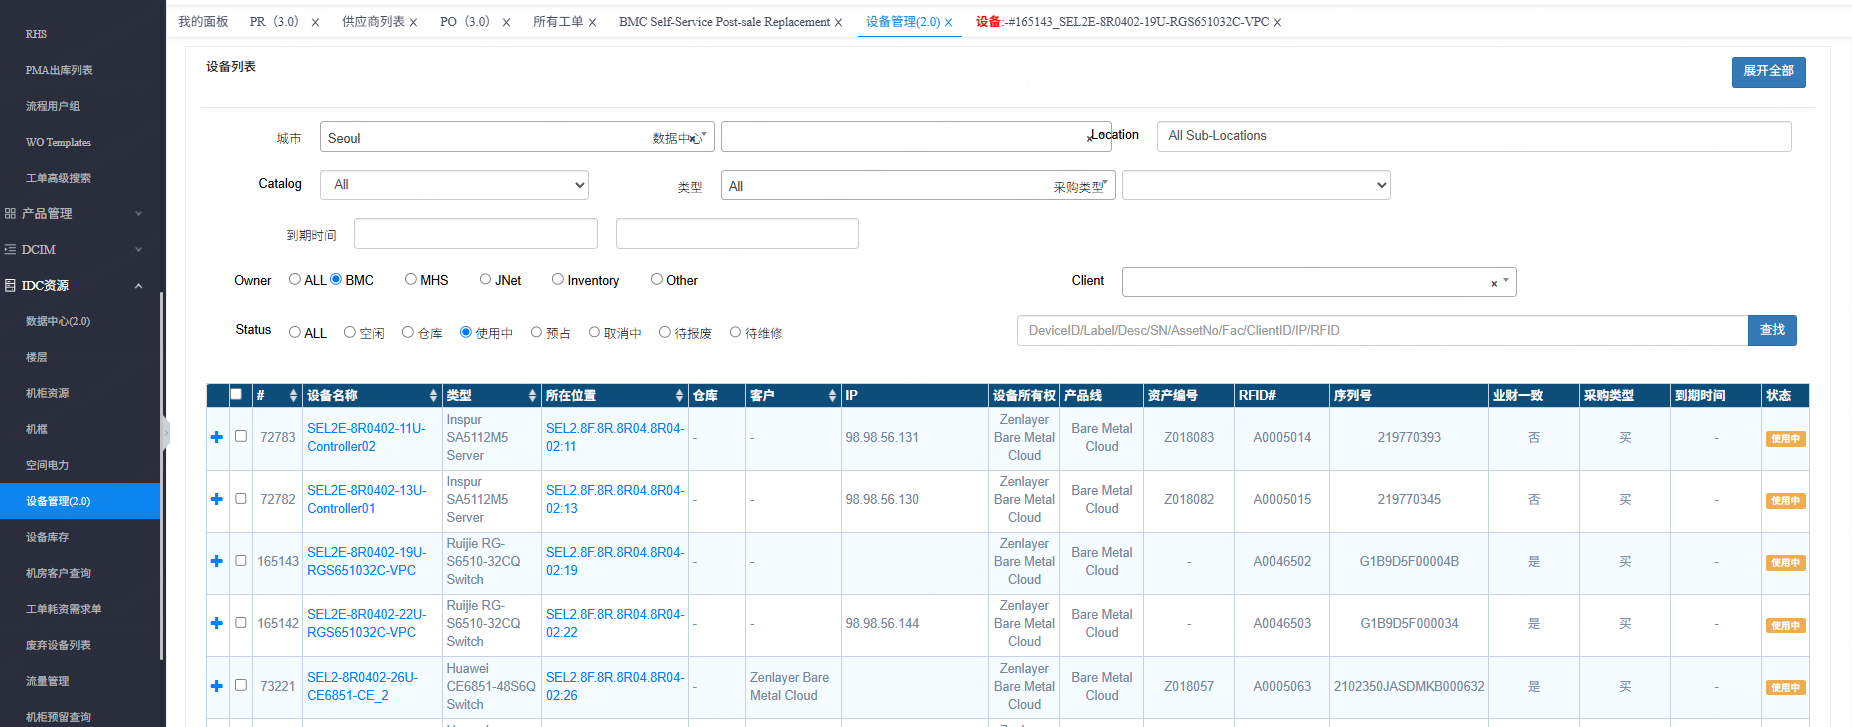 我的面板 PR（3.0） × 供应商列表 × PO（3.0） × 所有工单 × BMC Self-Service Post-sale Replacement × 设备管理(2.0) × 设备:-#165143_SEL2E-8R0402-19U-RGS651032C-VPC ×
RHS
PMA出库列表
流程用户组
WO Templates
工单高级搜索
产品管理
DCIM
IDC资源
数据中心(2.0)
楼层
机柜资源
机框
空间电力
设备管理(2.0)
设备库存
机房客户查询
工单耗资需求单
废弃设备列表
流量管理
机柜预留查询
设备列表
展开全部
城市 Seoul × 数据中心 × Location All Sub-Locations
Catalog All 类型 All 采购类型
到期时间
Owner ALL BMC MHS JNet Inventory Other Client ×
Status ALL 空闲 仓库 使用中 预占 取消中 待报废 待维修 DeviceID/Label/Desc/SN/AssetNo/Fac/ClientID/IP/RFID 查找
# 设备名称 类型 所在位置 仓库 客户 IP 设备所有权 产品线 资产编号 RFID# 序列号 业财一致 采购类型 到期时间 状态
72783 SEL2E-8R0402-11U-Controller02 Inspur SA5112M5 Server SEL2.8F.8R.8R04.8R04-02:11 - - 98.98.56.131 Zenlayer Bare Metal Cloud Bare Metal Cloud Z018083 A0005014 219770393 否 买 - 使用中
72782 SEL2E-8R0402-13U-Controller01 Inspur SA5112M5 Server SEL2.8F.8R.8R04.8R04-02:13 - - 98.98.56.130 Zenlayer Bare Metal Cloud Bare Metal Cloud Z018082 A0005015 219770345 否 买 - 使用中
165143 SEL2E-8R0402-19U-RGS651032C-VPC Ruijie RG-S6510-32CQ Switch SEL2.8F.8R.8R04.8R04-02:19 - - Zenlayer Bare Metal Cloud Bare Metal Cloud - A0046502 G1B9D5F00004B 是 买 - 使用中
165142 SEL2E-8R0402-22U-RGS651032C-VPC Ruijie RG-S6510-32CQ Switch SEL2.8F.8R.8R04.8R04-02:22 - - 98.98.56.144 Zenlayer Bare Metal Cloud Bare Metal Cloud - A0046503 G1B9D5F000034 是 买 - 使用中
73221 SEL2-8R0402-26U-CE6851-CE_2 Huawei CE6851-48S6Q Switch SEL2.8F.8R.8R04.8R04-02:26 - Zenlayer Bare Metal Cloud Zenlayer Bare Metal Cloud Bare Metal Cloud Z018057 A0005063 2102350JASDMKB000632 是 买 - 使用中